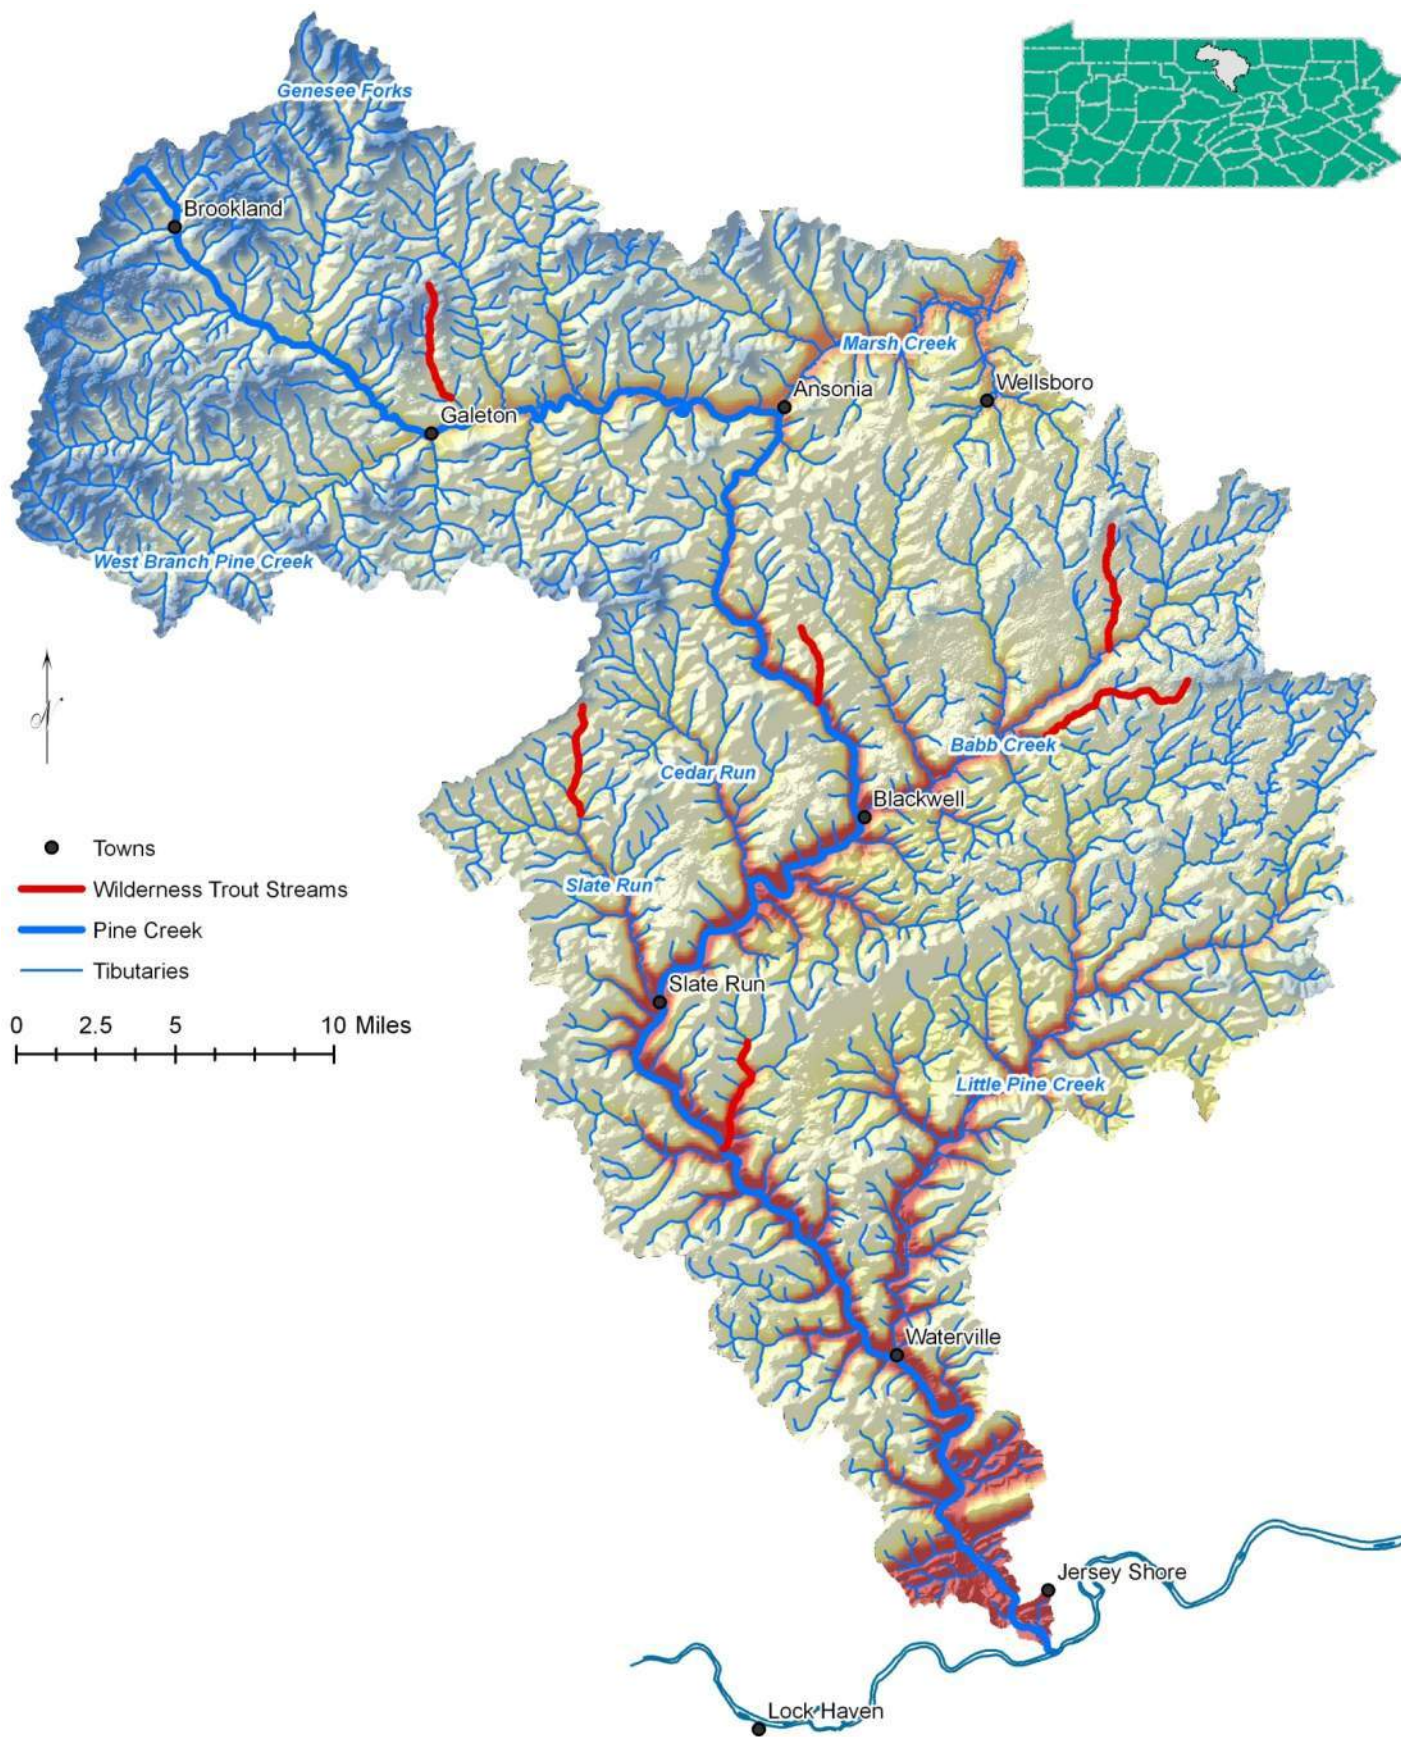 Genesee Forks
Brookland
Marsh Creek
Ansonia
Wellsboro
Galeton
West Branch Pine Creek
N
Babb Creek
Cedar Run
Blackwell
Towns
Slate Run
Wilderness Trout Streams
Pine Creek
Tibutaries
Slate Run
0 2.5 5 10 Miles
Little Pine Creek
Waterville
Jersey Shore
Lock Haven